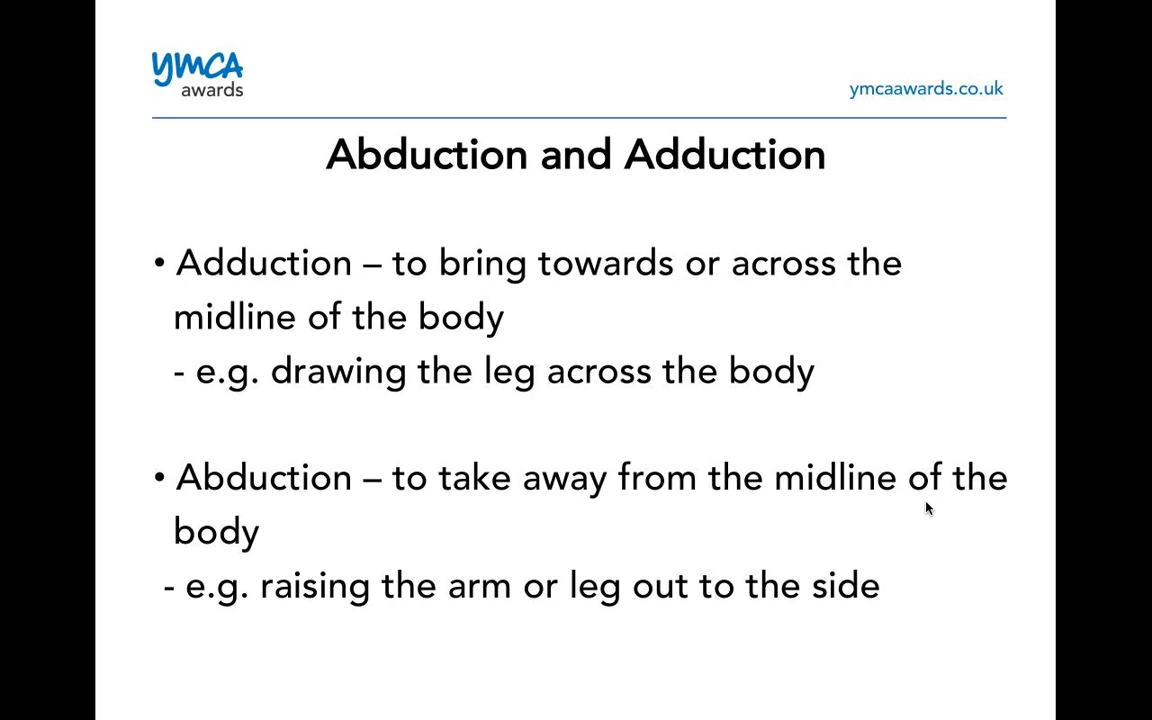 ymca
awards
ymcaawards.co.uk
Abduction and Adduction
• Adduction – to bring towards or across the
midline of the body
- e.g. drawing the leg across the body
• Abduction – to take away from the midline of the
body
- e.g. raising the arm or leg out to the side